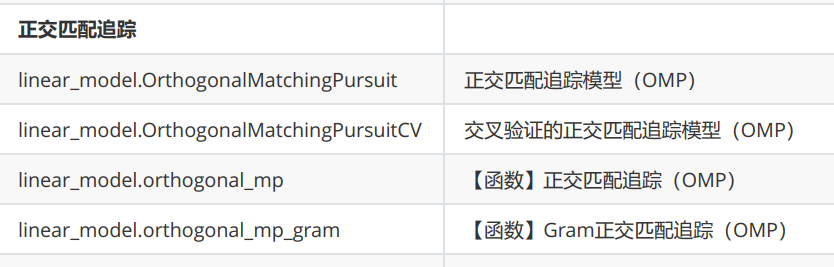 正交匹配追踪
linear_model.OrthogonalMatchingPursuit 正交匹配追踪模型（OMP）
linear_model.OrthogonalMatchingPursuitCV 交叉验证的正交匹配追踪模型（OMP）
linear_model.orthogonal_mp 【函数】正交匹配追踪（OMP）
linear_model.orthogonal_mp_gram 【函数】Gram正交匹配追踪（OMP）